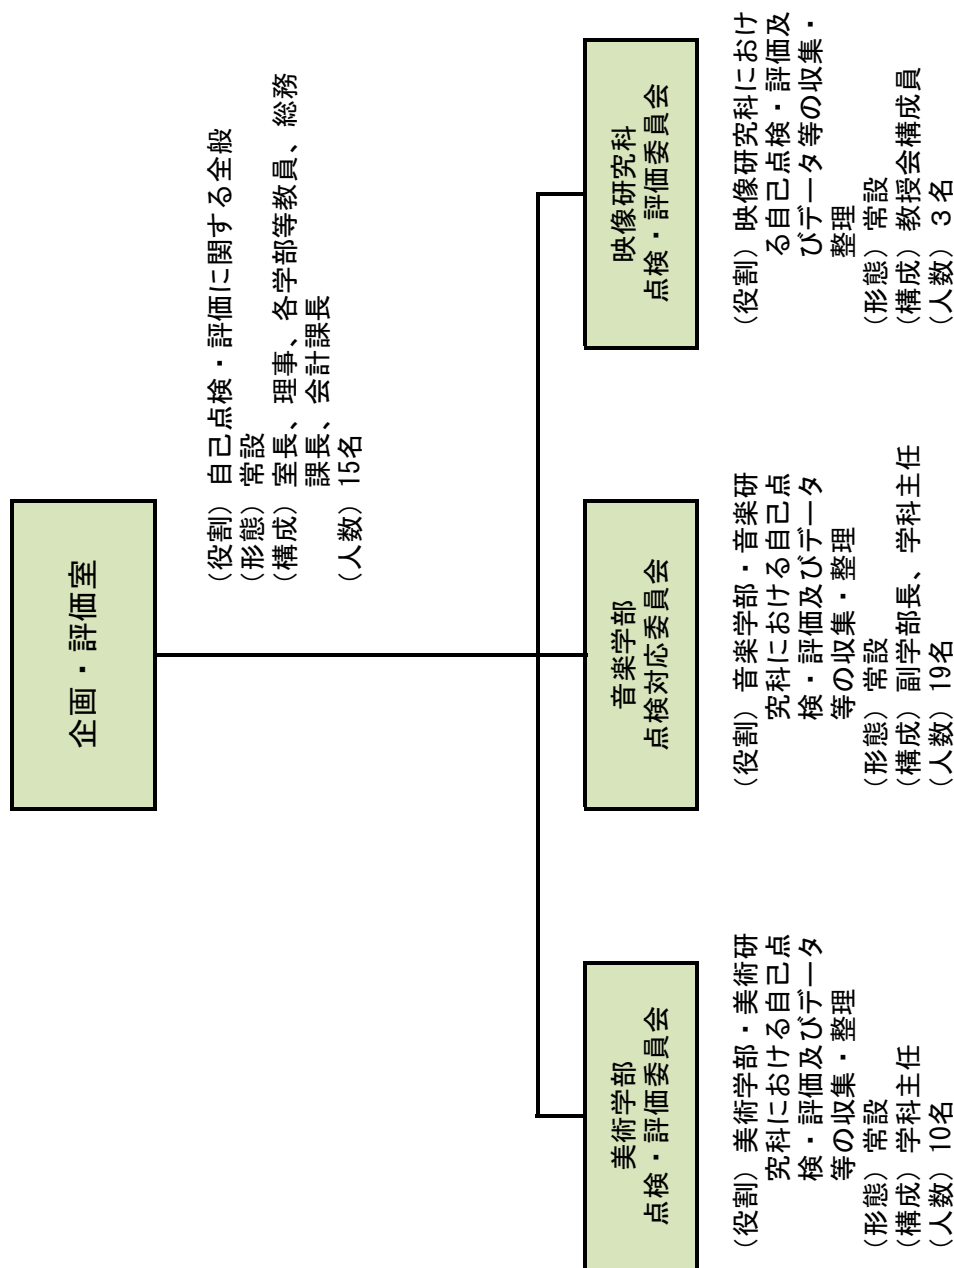 企画・評価室
（役割）自己点検・評価に関する全般
（形態）常設
（構成）室長、理事、各学部等教員、総務
課長、会計課長
（人数）15名
美術学部
点検・評価委員会
（役割）美術学部・美術研
究科における自己点
検・評価及びデータ
等の収集・整理
（形態）常設
（構成）学科主任
（人数）10名
音楽学部
点検対応委員会
（役割）音楽学部・音楽研
究科における自己点
検・評価及びデータ
等の収集・整理
（形態）常設
（構成）副学部長、学科主任
（人数）19名
映像研究科
点検・評価委員会
（役割）映像研究科におけ
る自己点検・評価及
びデータ等の収集・
整理
（形態）常設
（構成）教授会構成員
（人数）３名